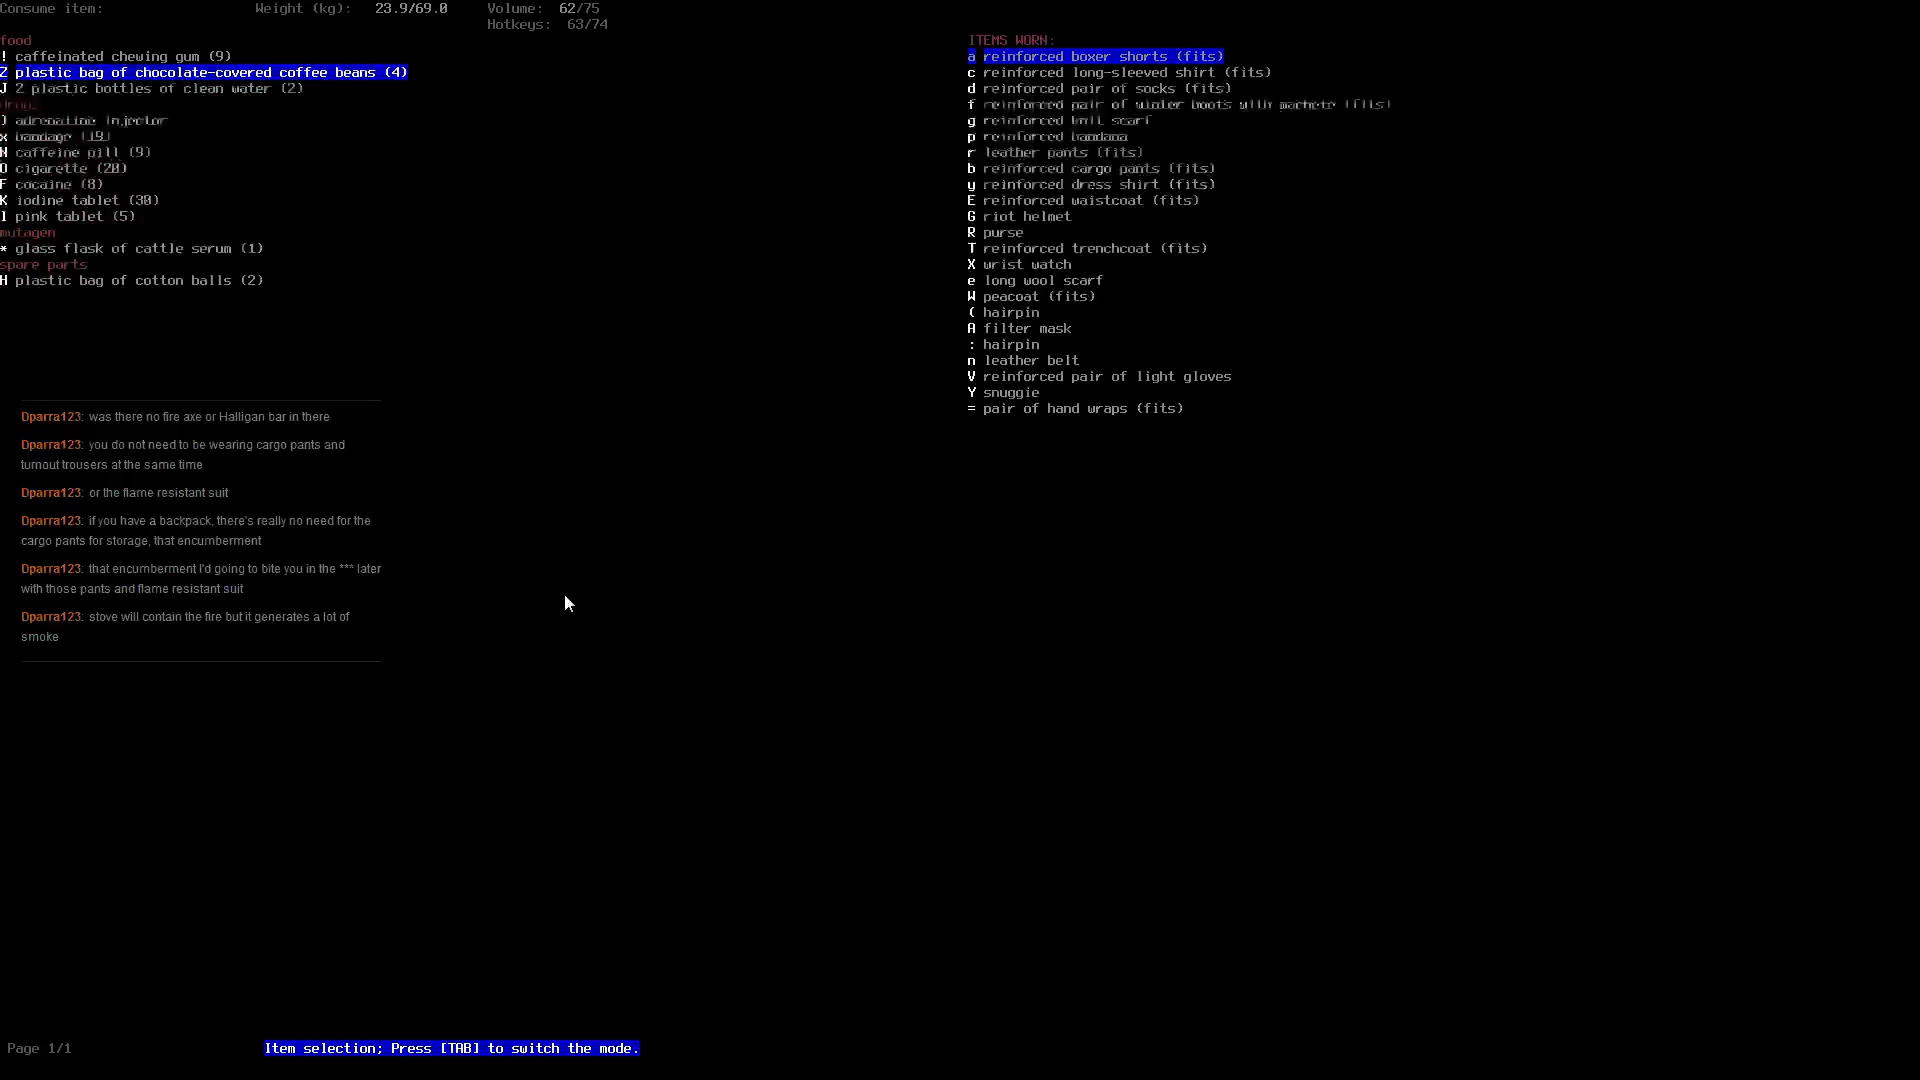 Consume item: Weight (kg): 23.9/69.0 Volume: 62/75
Hotkeys: 63/74
food
! caffeinated chewing gum (9)
Z plastic bag of chocolate-covered coffee beans (4)
J 2 plastic bottles of clean water (2)
drugs
) adrenaline injector
x bandage (19)
N caffeine pill (9)
O cigarette (20)
F cocaine (8)
K iodine tablet (30)
l pink tablet (5)
mutagen
* glass flask of cattle serum (1)
spare parts
H plastic bag of cotton balls (2)
ITEMS WORN:
a reinforced boxer shorts (fits)
c reinforced long-sleeved shirt (fits)
d reinforced pair of socks (fits)
f reinforced pair of winter boots with machete (fits)
g reinforced knit scarf
p reinforced bandana
r leather pants (fits)
b reinforced cargo pants (fits)
y reinforced dress shirt (fits)
E reinforced waistcoat (fits)
G riot helmet
R purse
T reinforced trenchcoat (fits)
X wrist watch
e long wool scarf
W peacoat (fits)
( hairpin
A filter mask
: hairpin
n leather belt
V reinforced pair of light gloves
Y snuggie
= pair of hand wraps (fits)
Dparra123: was there no fire axe or Halligan bar in there
Dparra123: you do not need to be wearing cargo pants and
turnout trousers at the same time
Dparra123: or the flame resistant suit
Dparra123: if you have a backpack, there's really no need for the
cargo pants for storage, that encumberment
Dparra123: that encumberment I'd going to bite you in the *** later
with those pants and flame resistant suit
Dparra123: stove will contain the fire but it generates a lot of
smoke
Page 1/1 Item selection; Press [TAB] to switch the mode.